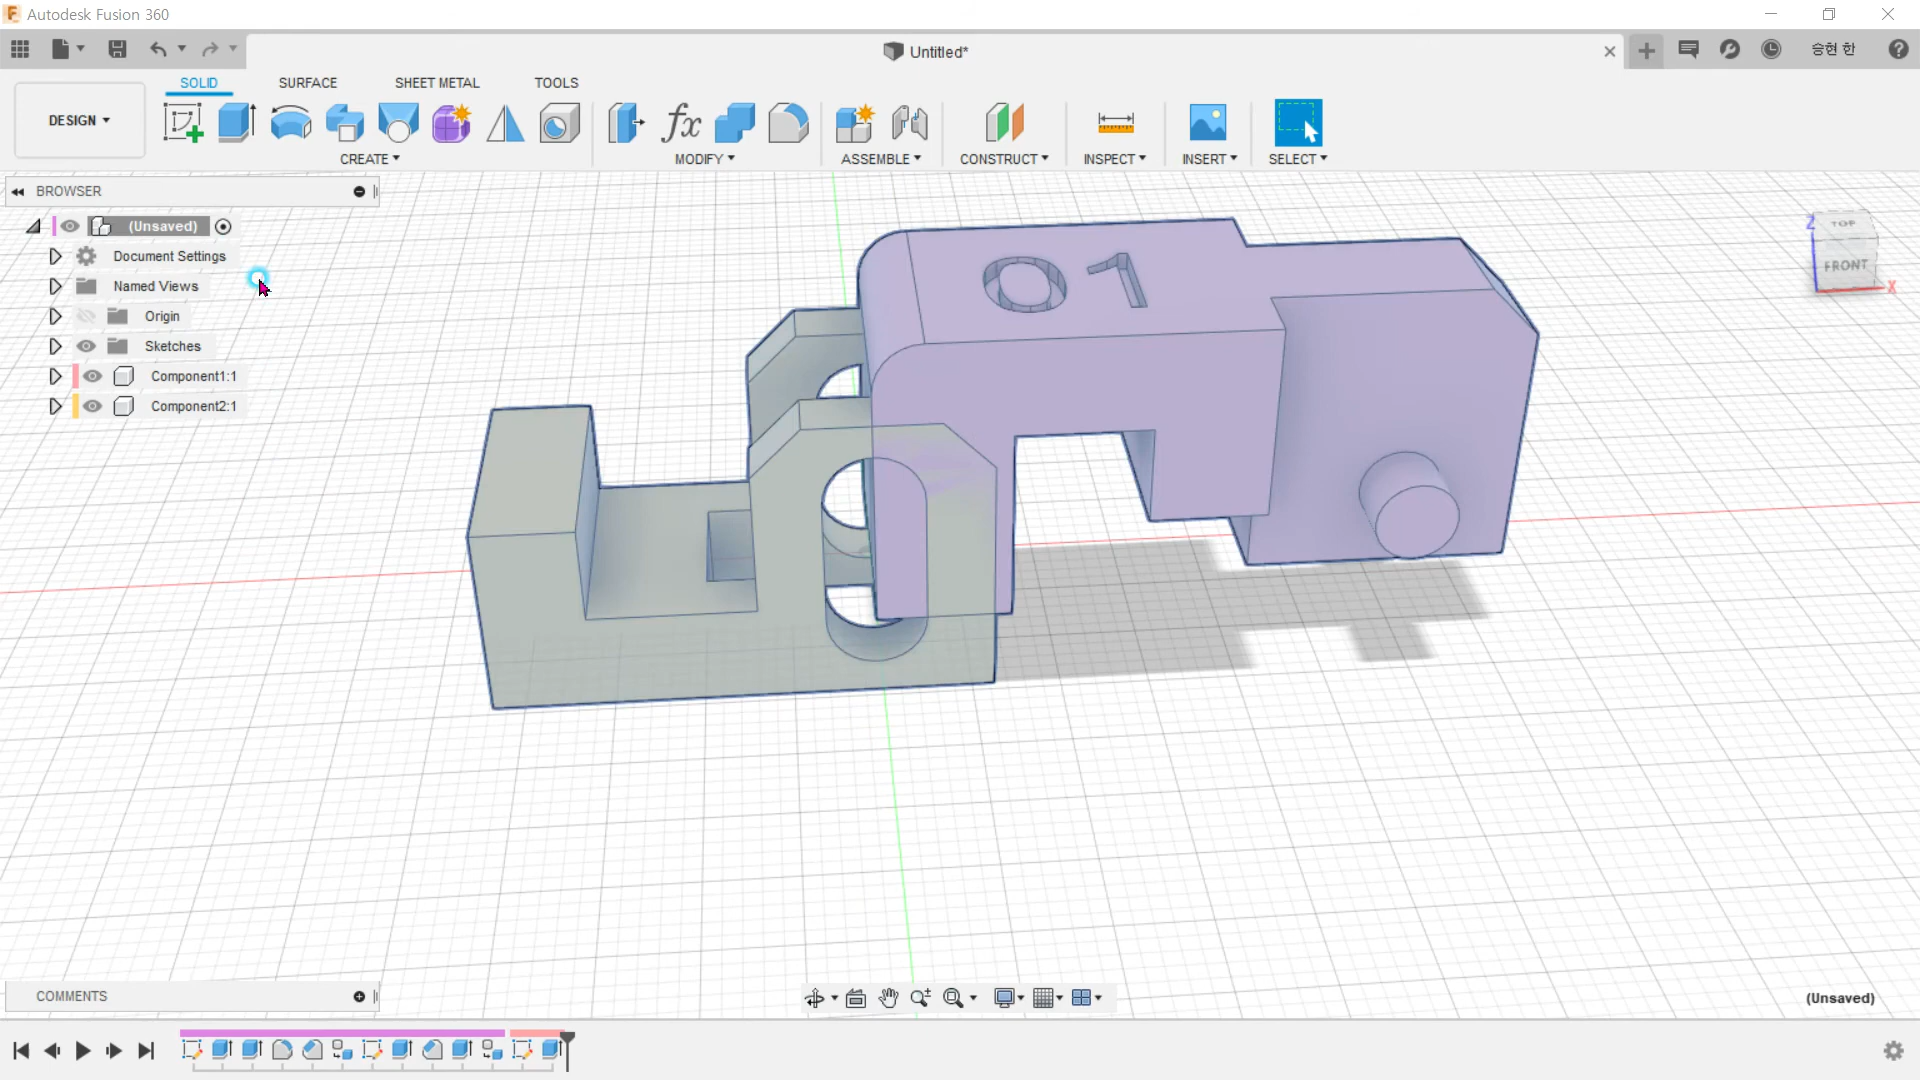 Autodesk Fusion 360
Untitled*
승현 한
SOLID
SURFACE
SHEET METAL
TOOLS
DESIGN
CREATE
MODIFY
ASSEMBLE
CONSTRUCT
INSPECT
INSERT
SELECT
BROWSER
(Unsaved)
Document Settings
Named Views
Origin
Sketches
Component1:1
Component2:1
01
TOP
FRONT
Z
X
COMMENTS
(Unsaved)